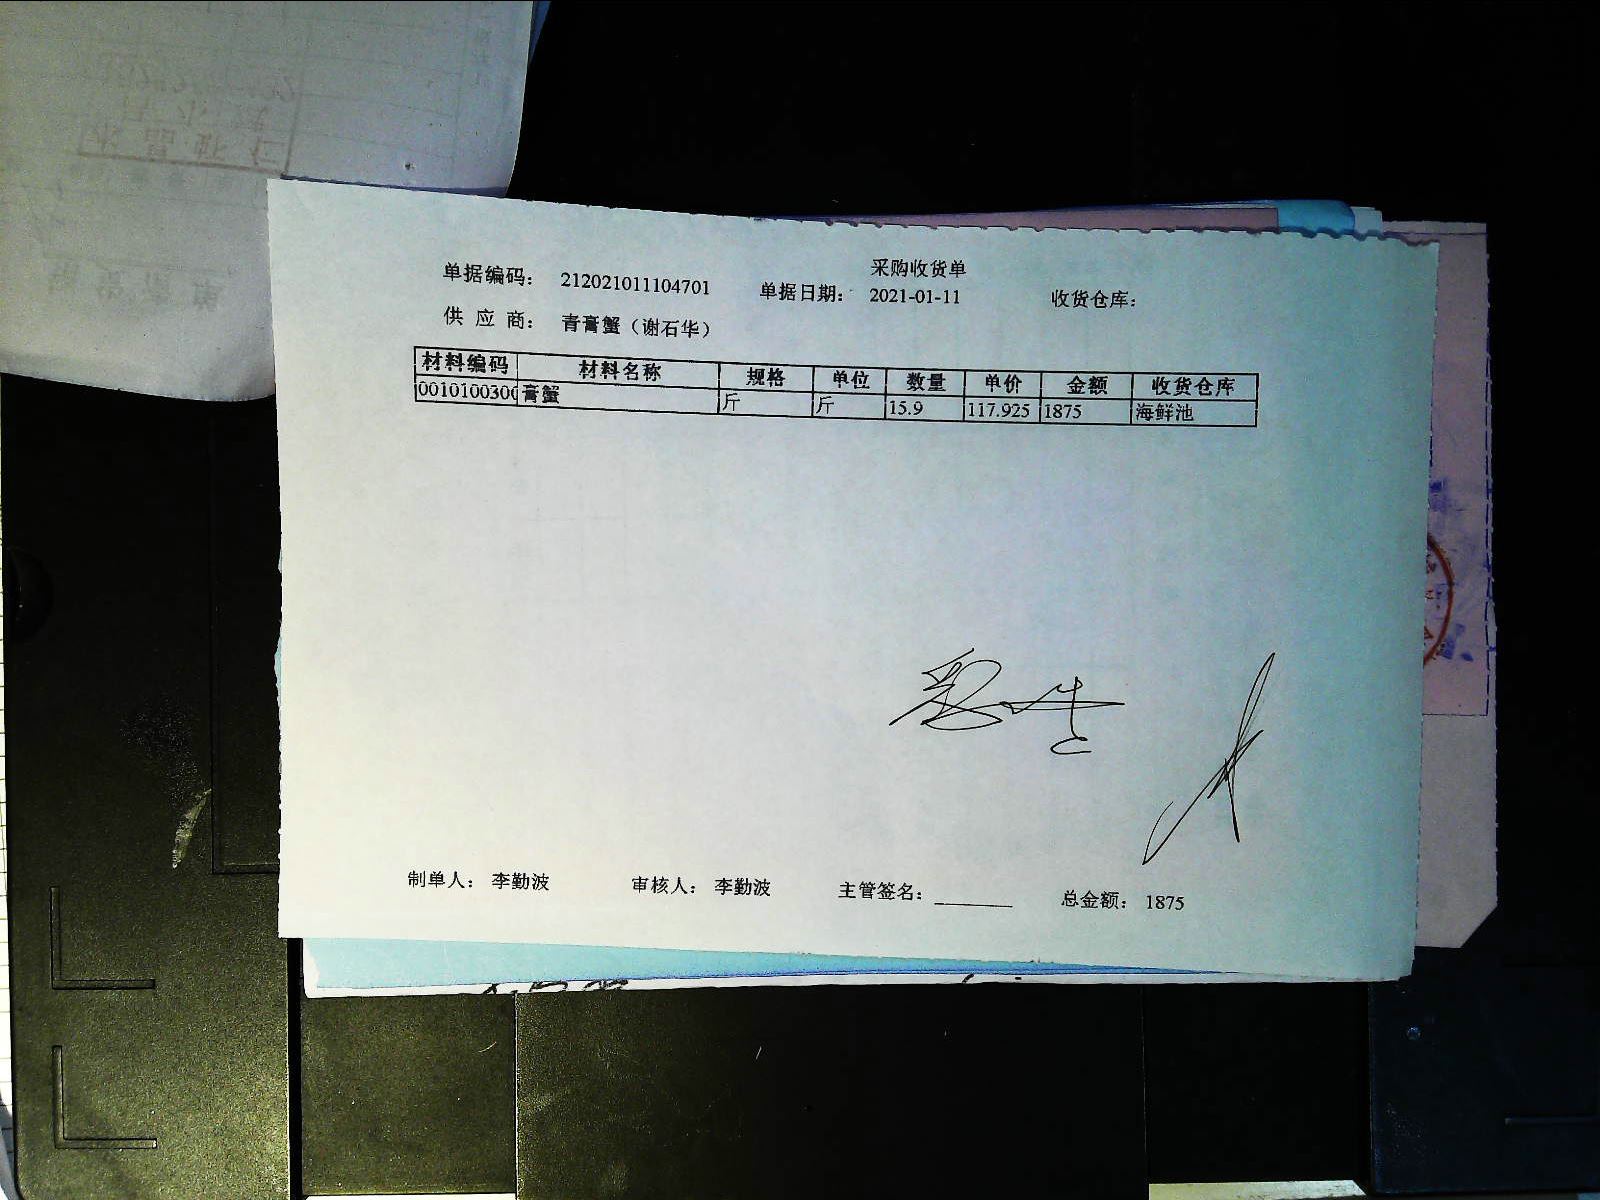 采购收货单
单据编码： 212021011104701 单据日期： 2021-01-11 收货仓库：
供 应 商： 青膏蟹（谢石华）
材料编码 材料名称 规格 单位 数量 单价 金额 收货仓库
001010030 膏蟹 斤 斤 15.9 117.925 1875 海鲜池
制单人： 李勤波 审核人： 李勤波 主管签名：________ 总金额： 1875